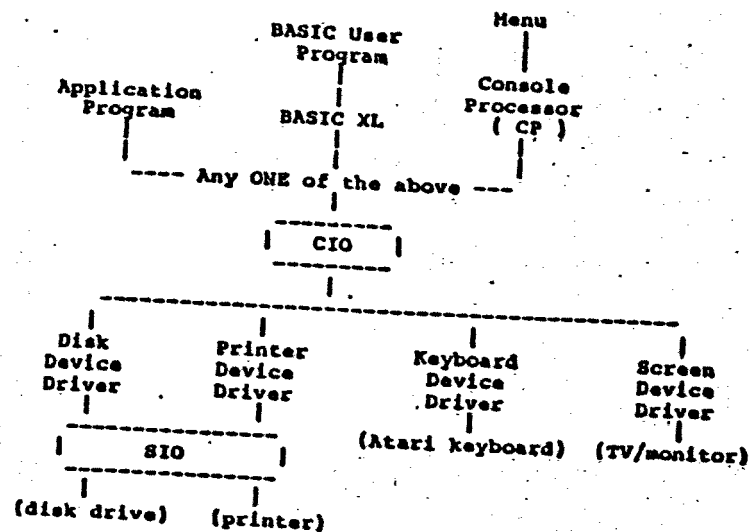 Menu
BASIC User
Program
Console
Processor
( CP )
Application
Program
BASIC XL
---- Any ONE of the above ---
CIO
Disk
Device
Driver
Printer
Device
Driver
Keyboard
Device
Driver
Screen
Device
Driver
SIO
(Atari keyboard)
(TV/monitor)
(disk drive)
(printer)